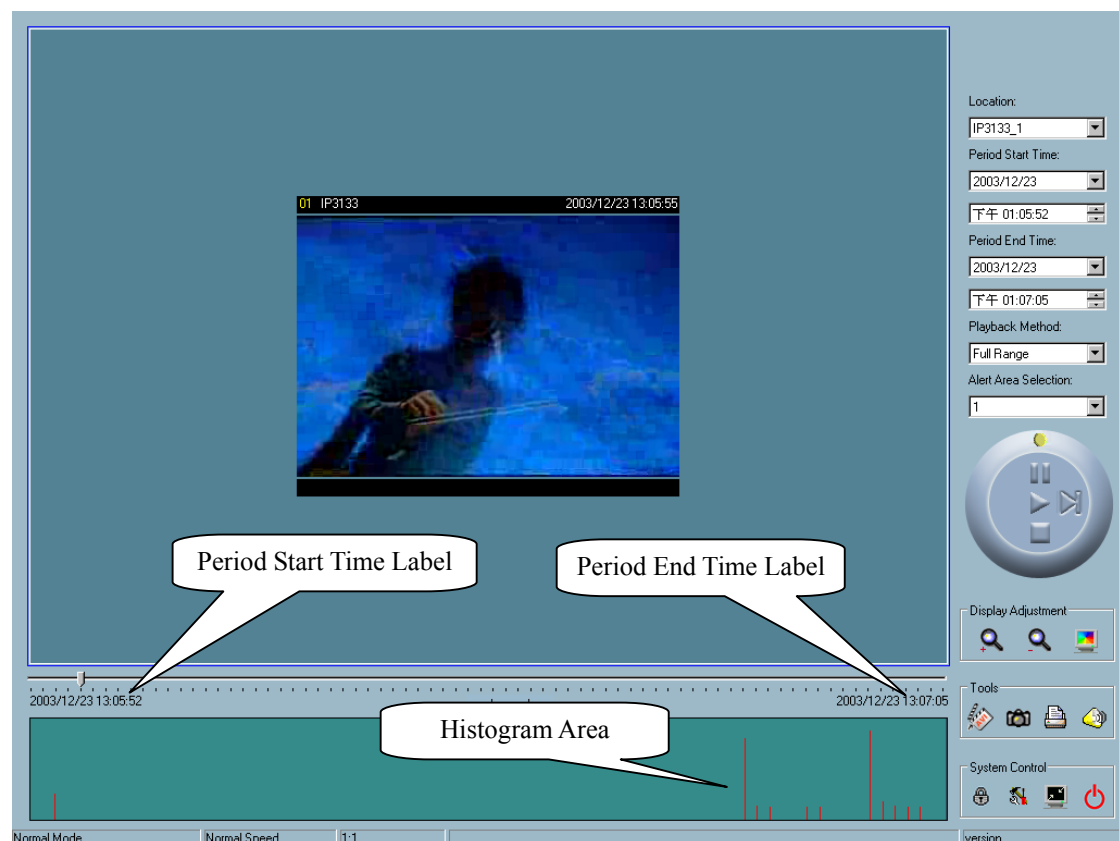 Location:
IP3133_1
Period Start Time:
2003/12/23
下午 01:05:52
Period End Time:
2003/12/23
下午 01:07:05
Playback Method:
Full Range
Alert Area Selection:
1
01 IP3133 2003/12/23 13:05:55
Period Start Time Label
Period End Time Label
Display Adjustment
2003/12/23 13:05:52
2003/12/23 13:07:05
Tools
Histogram Area
System Control
Normal Mode
Normal Speed
1:1
version